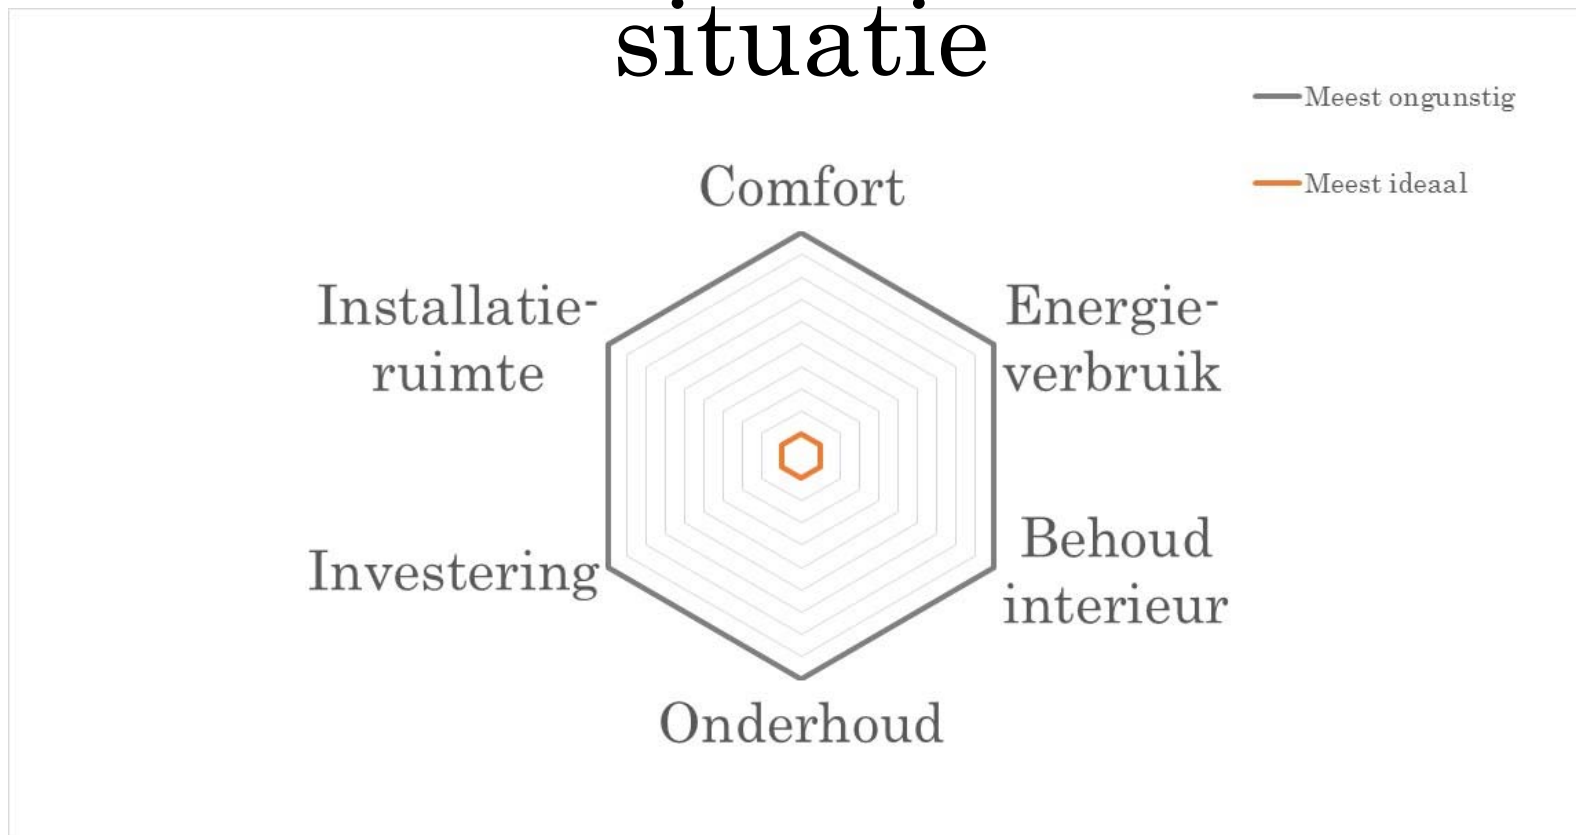 situatie
Meest ongunstig
Meest ideaal
Comfort
Energie-
verbruik
Behoud
interieur
Onderhoud
Investering
Installatie-
ruimte